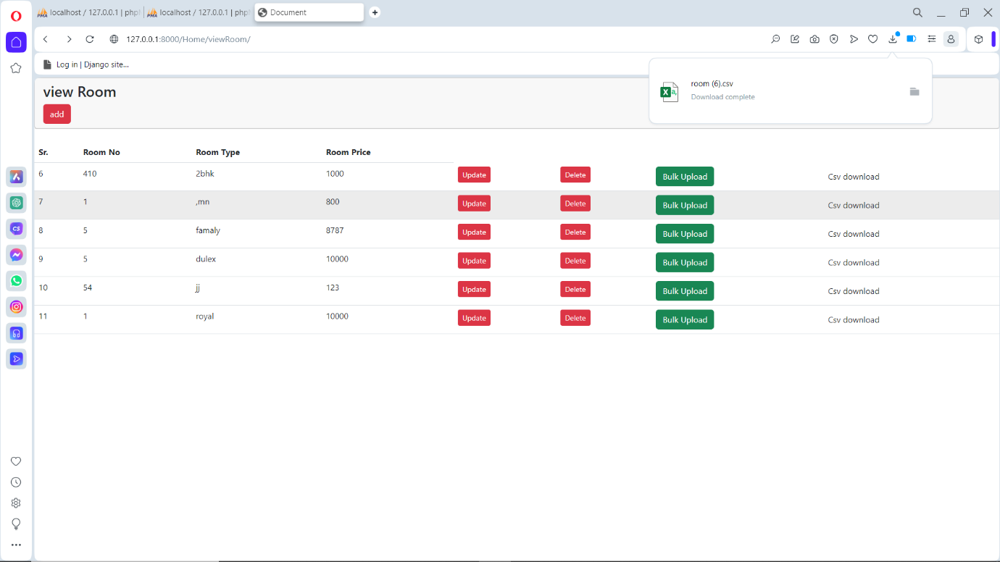 localhost / 127.0.0.1 | php
localhost / 127.0.0.1 | php
Document
127.0.0.1:8000/Home/viewRoom/
Log in | Django site...
room (6).csv
Download complete
view Room
add
Sr. Room No Room Type Room Price
6 410 2bhk 1000 Update Delete Bulk Upload Csv download
7 1 ,mn 800 Update Delete Bulk Upload Csv download
8 5 famaly 8787 Update Delete Bulk Upload Csv download
9 5 dulex 10000 Update Delete Bulk Upload Csv download
10 54 jj 123 Update Delete Bulk Upload Csv download
11 1 royal 10000 Update Delete Bulk Upload Csv download